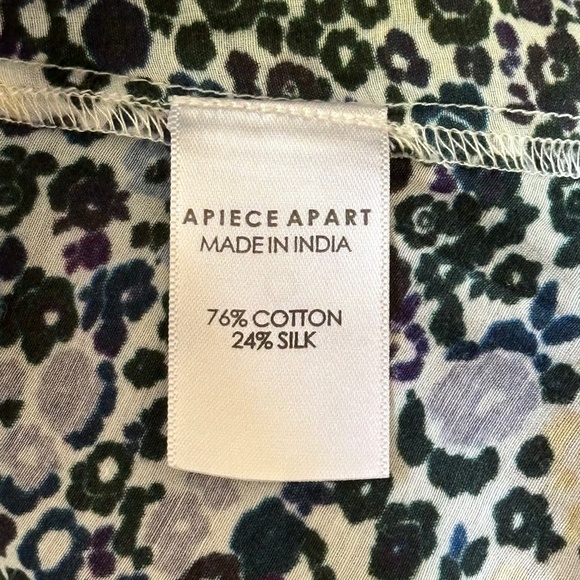 APIECE APART
MADE IN INDIA
76% COTTON
24% SILK